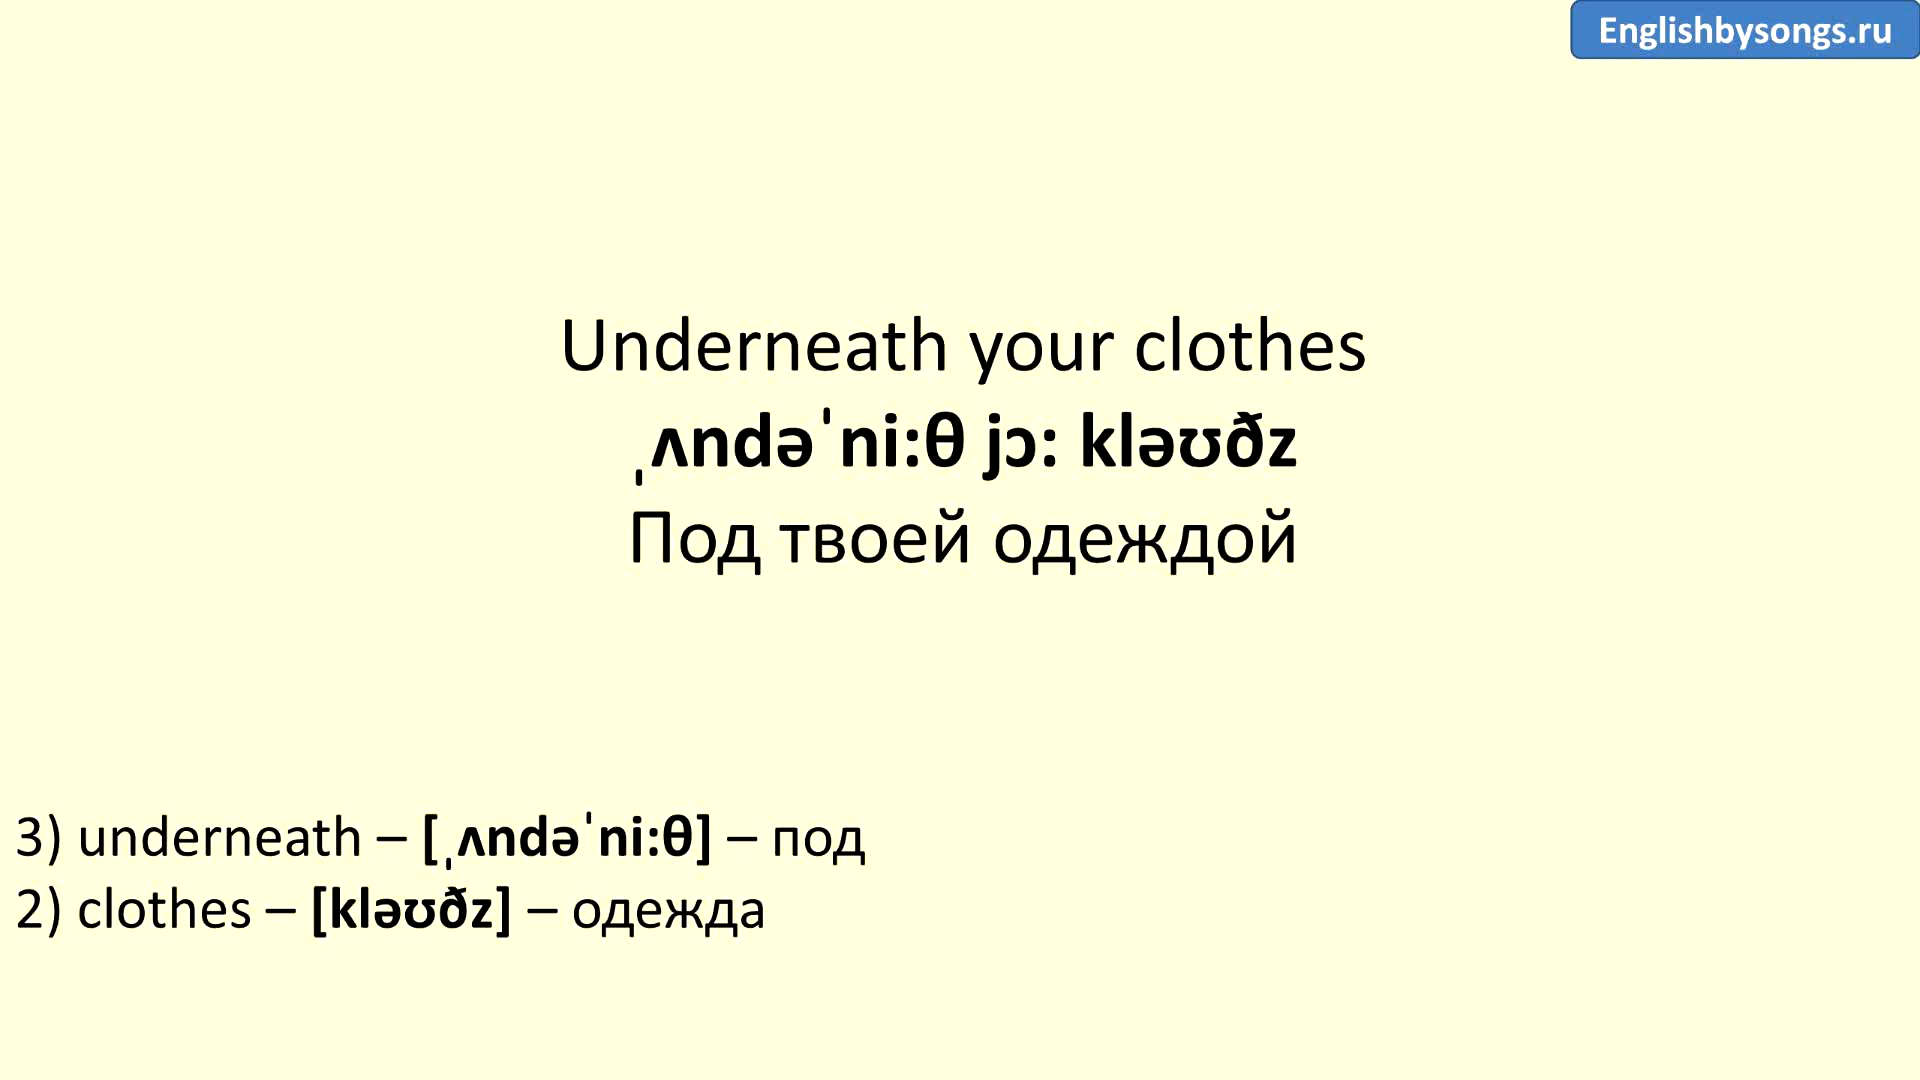 Englishbysongs.ru
Underneath your clothes
ˌʌndəˈni:θ jɔ: kləʊðz
Под твоей одеждой
3) underneath – [ˌʌndəˈni:θ] – под
2) clothes – [kləʊðz] – одежда